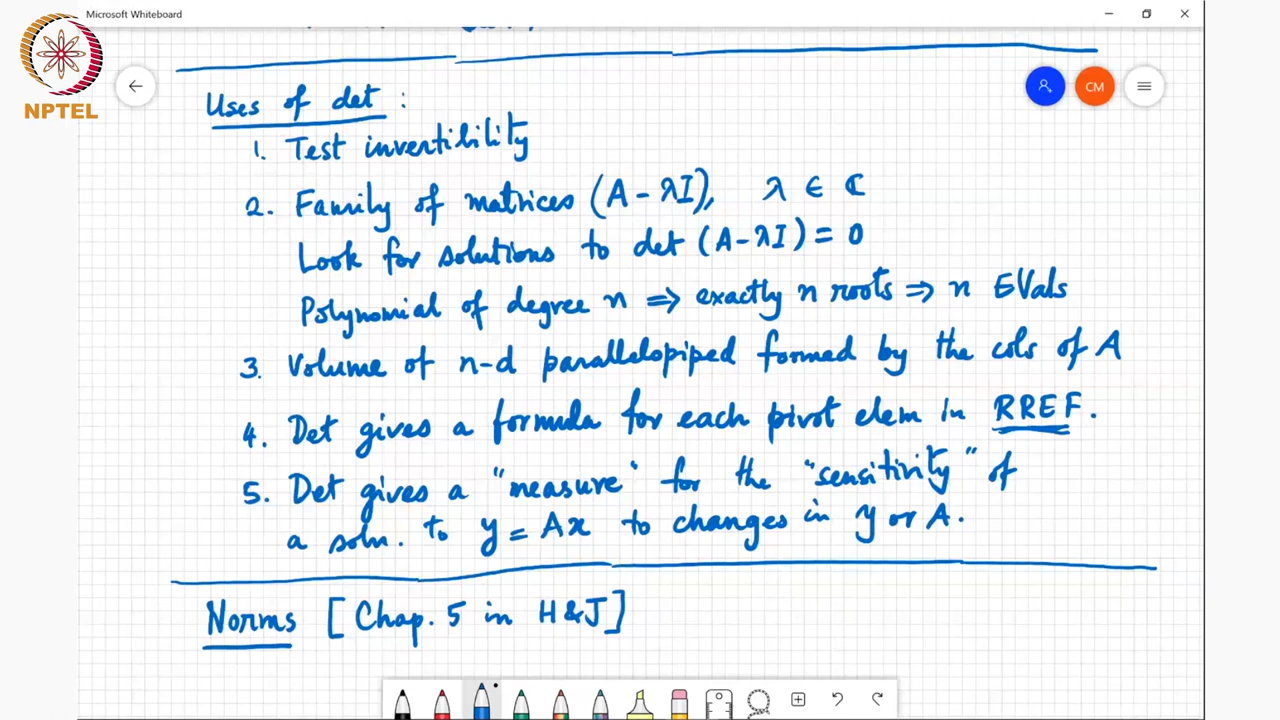 Microsoft Whiteboard
NPTEL
CM
Uses of det :
1. Test invertibility
2. Family of matrices (A - λI), λ ∈ ℂ
Look for solutions to det (A - λI) = 0
Polynomial of degree n ⇒ exactly n roots ⇒ n EVals
3. Volume of n-d parallelopiped formed by the cols of A
4. Det gives a formula for each pivot elem in RREF.
5. Det gives a "measure" for the "sensitivity" of
a soln. to y = Ax to changes in y or A.
Norms [Chap. 5 in H&J]